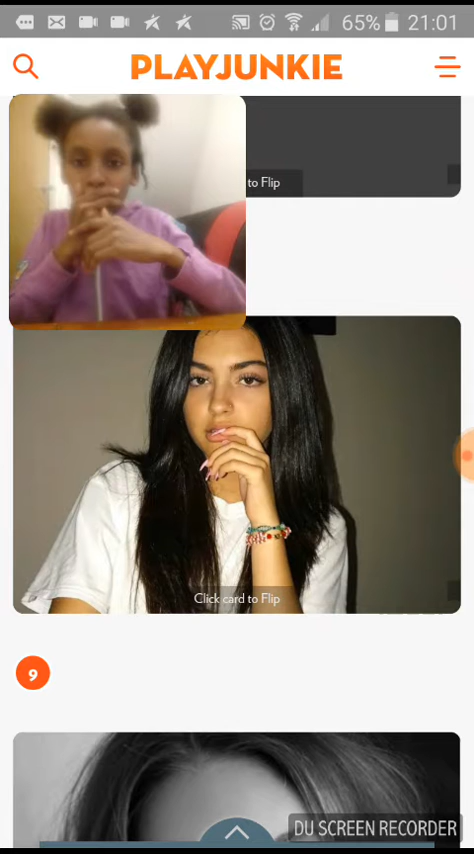 65% 21:01
PLAYJUNKIE
to Flip
Click card to Flip
9
DU SCREEN RECORDER